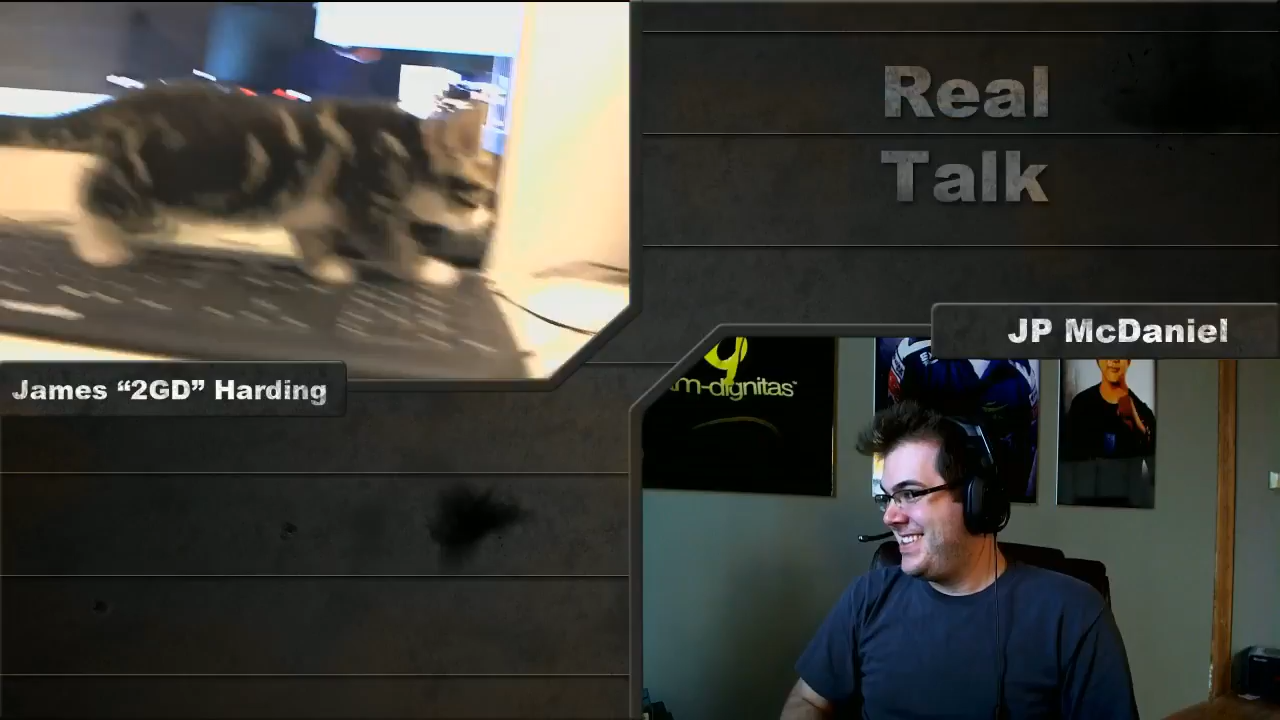 Real
Talk
JP McDaniel
James “2GD” Harding
m-dignitas